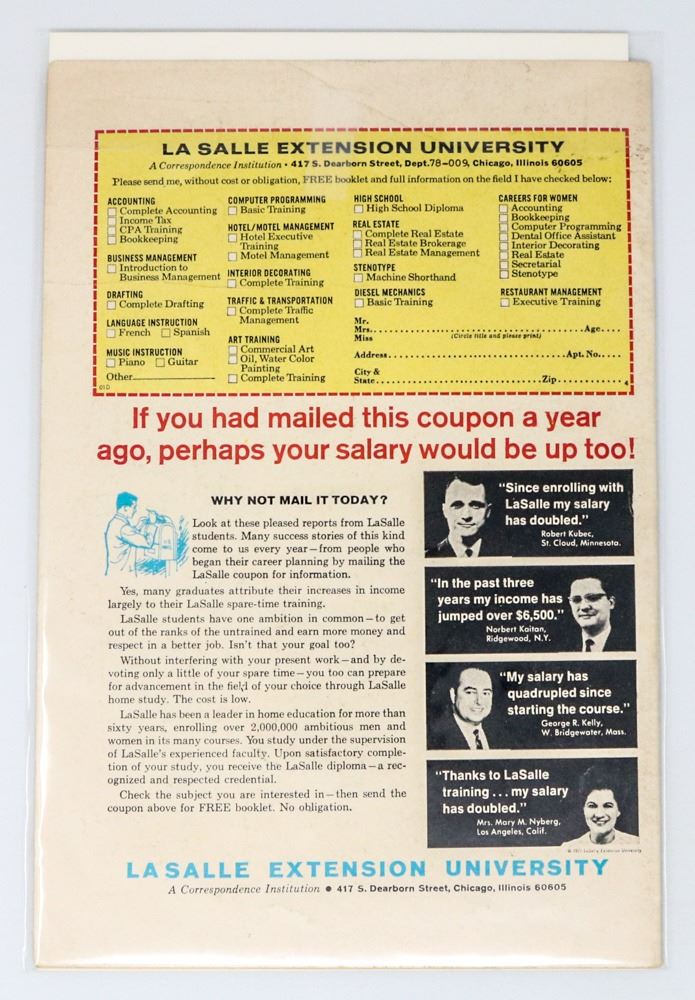 LA SALLE EXTENSION UNIVERSITY
A Correspondence Institution • 417 S. Dearborn Street, Dept. 78-009, Chicago, Illinois 60605
Please send me, without cost or obligation, FREE booklet and full information on the field I have checked below:
ACCOUNTING
Complete Accounting
Income Tax
CPA Training
Bookkeeping
BUSINESS MANAGEMENT
Introduction to
Business Management
DRAFTING
Complete Drafting
LANGUAGE INSTRUCTION
French Spanish
MUSIC INSTRUCTION
Piano Guitar
Other
01D
COMPUTER PROGRAMMING
Basic Training
HOTEL/MOTEL MANAGEMENT
Hotel Executive
Training
Motel Management
INTERIOR DECORATING
Complete Training
TRAFFIC & TRANSPORTATION
Complete Traffic
Management
ART TRAINING
Commercial Art
Oil, Water Color
Painting
Complete Training
HIGH SCHOOL
High School Diploma
REAL ESTATE
Complete Real Estate
Real Estate Brokerage
Real Estate Management
STENOTYPE
Machine Shorthand
DIESEL MECHANICS
Basic Training
CAREERS FOR WOMEN
Accounting
Bookkeeping
Computer Programming
Dental Office Assistant
Interior Decorating
Real Estate
Secretarial
Stenotype
RESTAURANT MANAGEMENT
Executive Training
Mr.
Mrs. Age
Miss (Circle title and please print)
Address Apt. No.
City &
State Zip 4
If you had mailed this coupon a year
ago, perhaps your salary would be up too!
WHY NOT MAIL IT TODAY?
Look at these pleased reports from LaSalle
students. Many success stories of this kind
come to us every year—from people who
began their career planning by mailing the
LaSalle coupon for information.
Yes, many graduates attribute their increases in income
largely to their LaSalle spare-time training.
LaSalle students have one ambition in common—to get
out of the ranks of the untrained and earn more money and
respect in a better job. Isn't that your goal too?
Without interfering with your present work—and by de-
voting only a little of your spare time—you too can prepare
for advancement in the field of your choice through LaSalle
home study. The cost is low.
LaSalle has been a leader in home education for more than
sixty years, enrolling over 2,000,000 ambitious men and
women in its many courses. You study under the supervision
of LaSalle's experienced faculty. Upon satisfactory comple-
tion of your study, you receive the LaSalle diploma—a rec-
ognized and respected credential.
Check the subject you are interested in—then send the
coupon above for FREE booklet. No obligation.
"Since enrolling with
LaSalle my salary
has doubled."
Robert Kubec,
St. Cloud, Minnesota.
"In the past three
years my income has
jumped over $6,500."
Norbert Kaitan,
Ridgewood, N.Y.
"My salary has
quadrupled since
starting the course."
George R. Kelly,
W. Bridgewater, Mass.
"Thanks to LaSalle
training . . . my salary
has doubled."
Mrs. Mary M. Nyberg,
Los Angeles, Calif.
LaSalle Extension University
LA SALLE EXTENSION UNIVERSITY
A Correspondence Institution • 417 S. Dearborn Street, Chicago, Illinois 60605